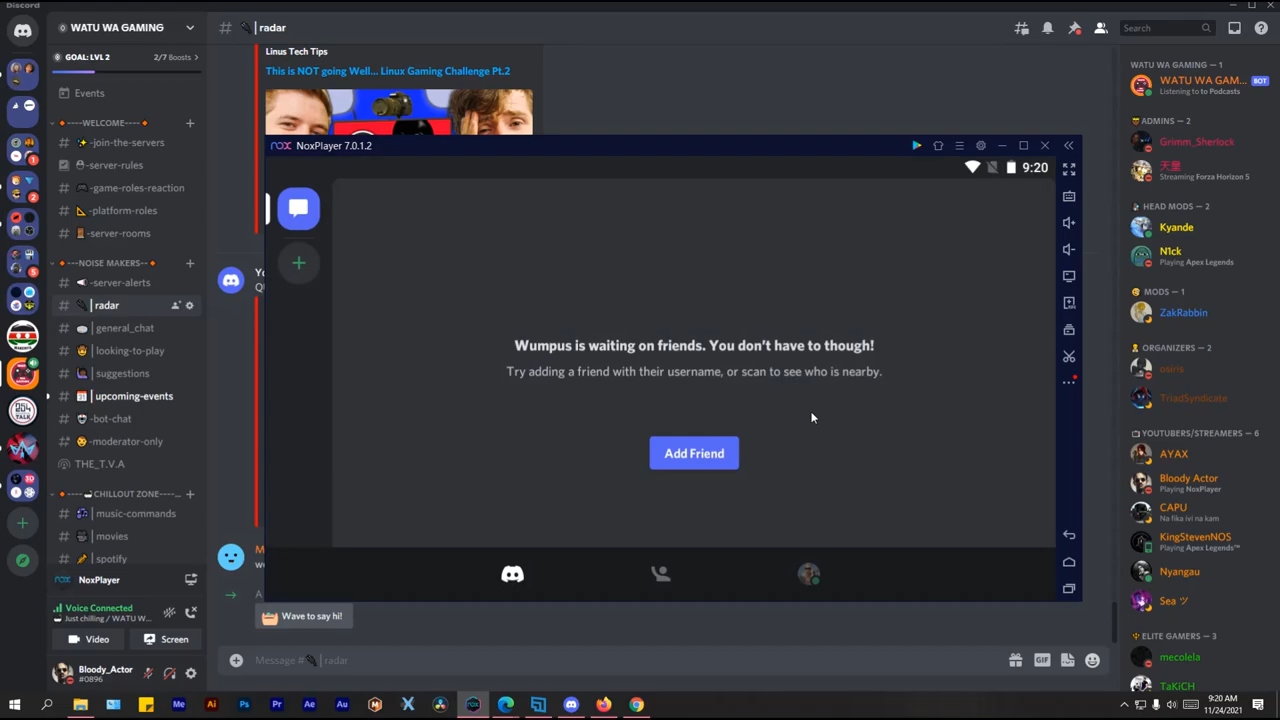 Discord
WATU WA GAMING
radar
Search
GOAL: LVL 2
2/7 Boosts
Events
----WELCOME----
-join-the-servers
-server-rules
-game-roles-reaction
-platform-roles
-server-rooms
NOISE MAKERS-
-server-alerts
radar
general_chat
looking-to-play
suggestions
upcoming-events
-bot-chat
-moderator-only
THE_T.V.A
CHILLOUT ZONE----...
music-commands
movies
spotify
NoxPlayer
Voice Connected
Just chilling / WATU W...
Video
Screen
Bloody_Actor
#0896
Linus Tech Tips
This is NOT going Well... Linux Gaming Challenge Pt.2
nox NoxPlayer 7.0.1.2
9:20
Wumpus is waiting on friends. You don't have to though!
Try adding a friend with their username, or scan to see who is nearby.
Add Friend
Wave to say hi!
Message #
radar
GIF
WATU WA GAMING — 1
WATU WA GAM...
BOT
Listening to to Podcasts
ADMINS — 2
Grimm_Sherlock
天皇
Streaming Forza Horizon 5
HEAD MODS — 2
Kyande
N1ck
Playing Apex Legends
MODS — 1
ZakRabbin
ORGANIZERS — 2
osiris
TriadSyndicate
YOUTUBERS/STREAMERS — 6
AYAX
Bloody Actor
Playing NoxPlayer
CAPU
Na fika ivi na kam
KingStevenNOS
Playing Apex Legends™
Nyangau
Sea ツ
ELITE GAMERS — 3
mecolela
TaKiCH
9:20 AM
11/24/2021